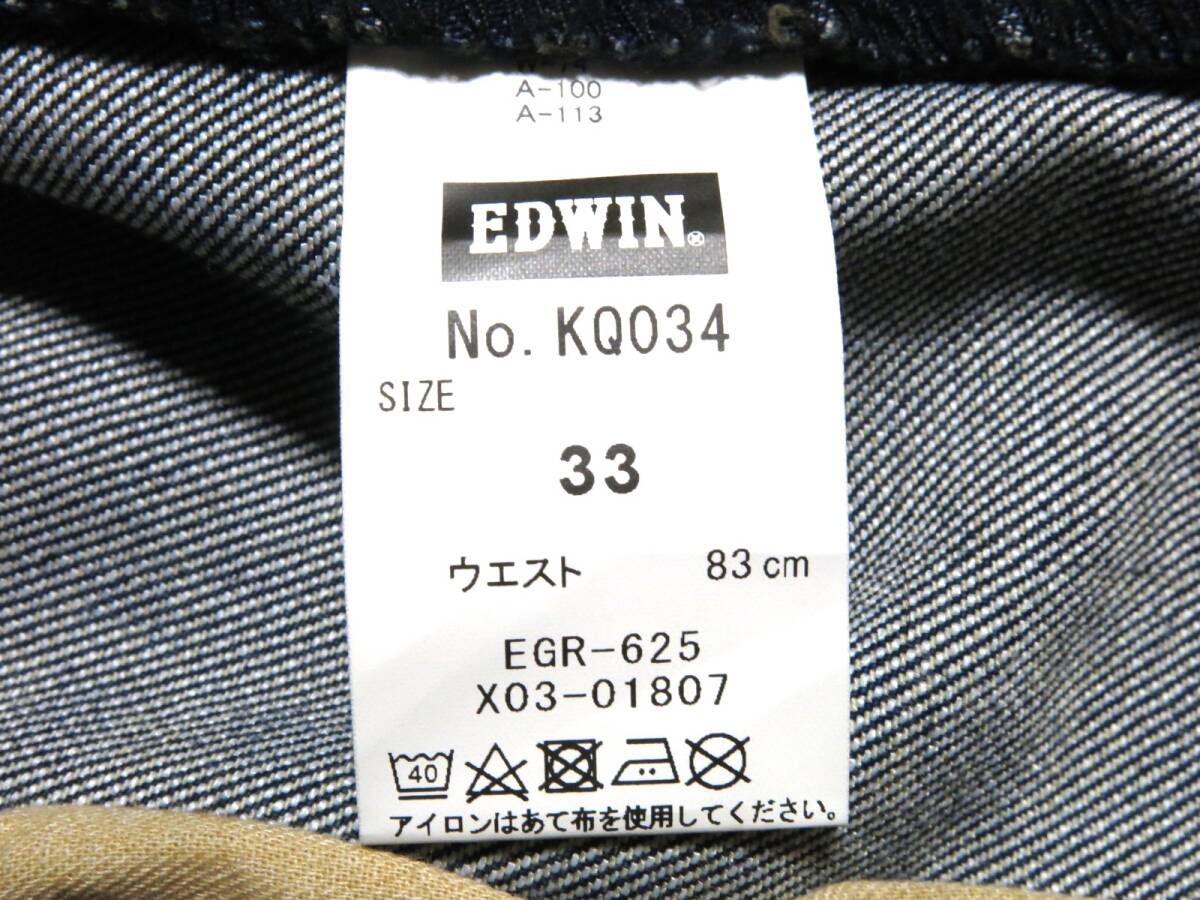 A-100
A-113
EDWIN
No. KQ034
SIZE
33
ウエスト 83 cm
EGR-625
X03-01807
40
アイロンはあて布を使用してください。